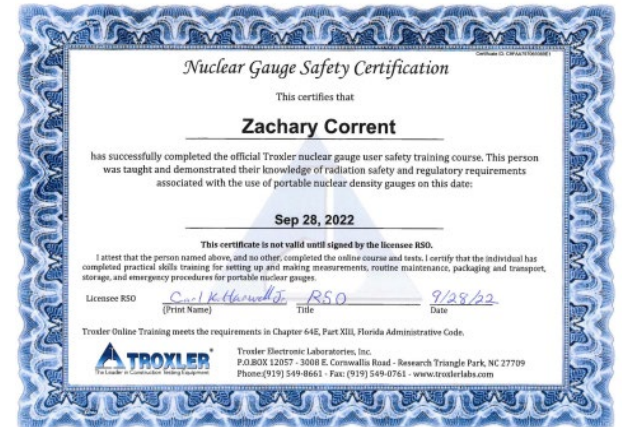 Nuclear Gauge Safety Certification
This certifies that
Zachary Corrent
has successfully completed the official Troxler nuclear gauge user safety training course. This person
was taught and demonstrated their knowledge of radiation safety and regulatory requirements
associated with the use of portable nuclear density gauges on this date:
Sep 28, 2022
This certificate is not valid until signed by the licensee RSO.
I attest that the person named above, and no other, completed the online course and tests. I certify that the individual has
completed practical skills training for setting up and making measurements, routine maintenance, packaging and transport,
storage, and emergency procedures for portable nuclear gauges.
Licensee RSO Carl K. Harwell Jr. RSO 9/28/22
(Print Name) Title Date
Troxler Online Training meets the requirements in Chapter 64E, Part XIII, Florida Administrative Code.
TROXLER
The Leader in Construction Testing Equipment
Troxler Electronic Laboratories, Inc.
P.O.BOX 12057 - 3008 E. Cornwallis Road - Research Triangle Park, NC 27709
Phone:(919) 549-8661 - Fax: (919) 549-0761 - www.troxlerlabs.com